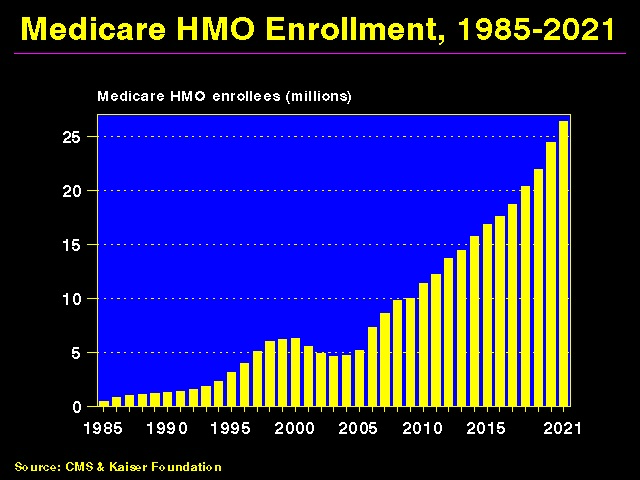 Medicare HMO Enrollment, 1985-2021
Medicare HMO enrollees (millions)
25
20
15
10
5
0
1985 1990 1995 2000 2005 2010 2015 2021
Source: CMS & Kaiser Foundation